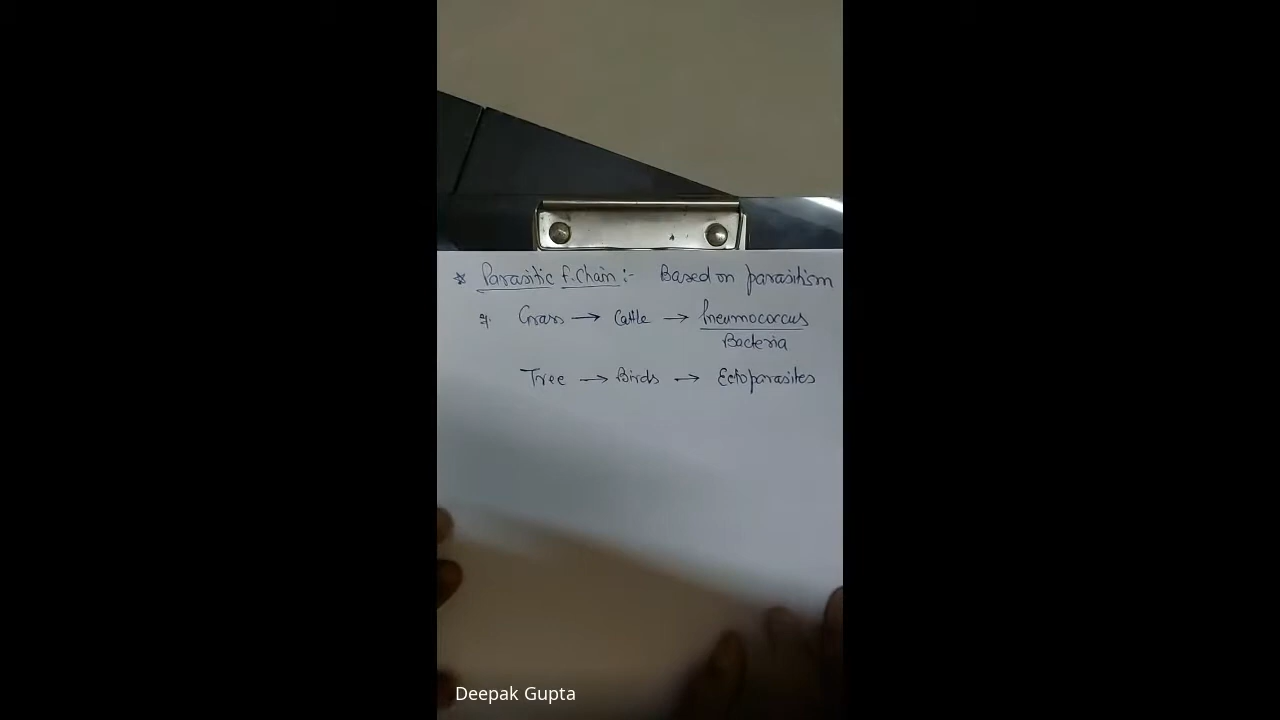 * Parasitic f. Chain :- Based on parasitism
eg. Grass → Cattle → Pneumococcus
Bacteria
Tree → Birds → Ectoparasites
Deepak Gupta